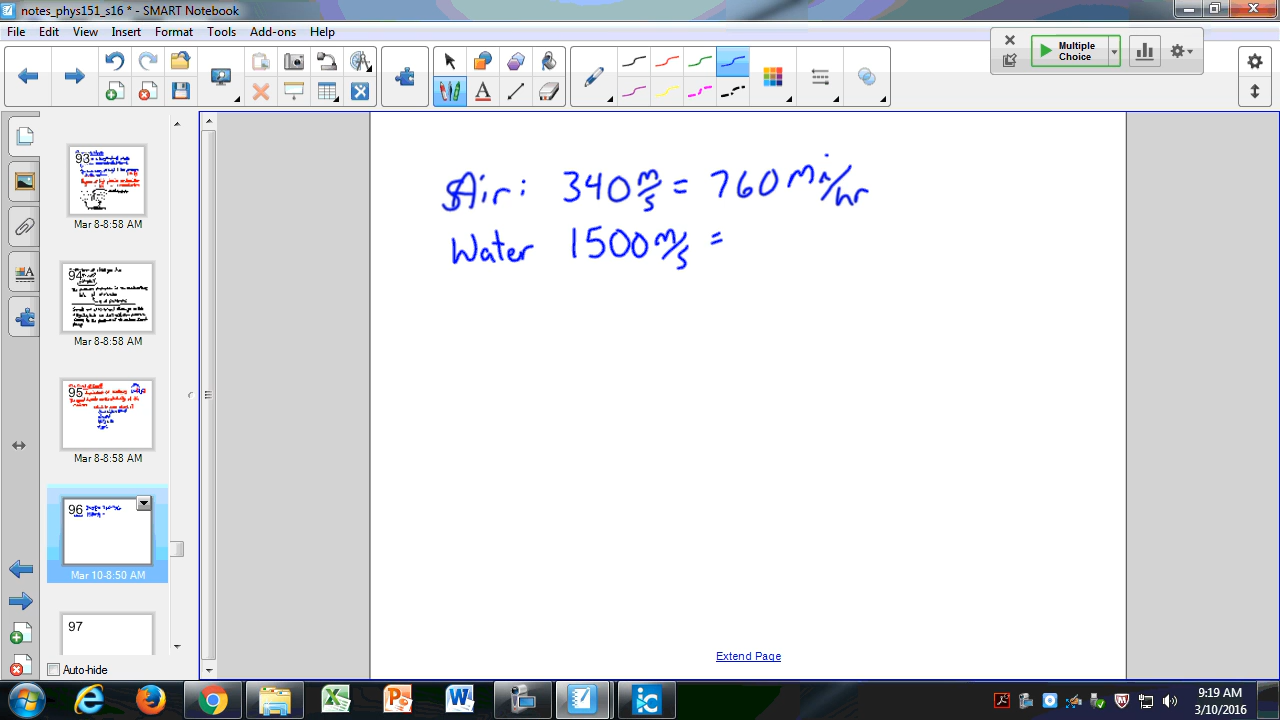 notes_phys151_s16 * - SMART Notebook
File Edit View Insert Format Tools Add-ons Help
Multiple Choice
93
Mar 8-8:58 AM
94
Mar 8-8:58 AM
95
Mar 8-8:58 AM
96
Mar 10-8:50 AM
97
Auto-hide
Air: 340 m/s = 760 mi/hr
Water 1500 m/s =
Extend Page
9:19 AM
3/10/2016